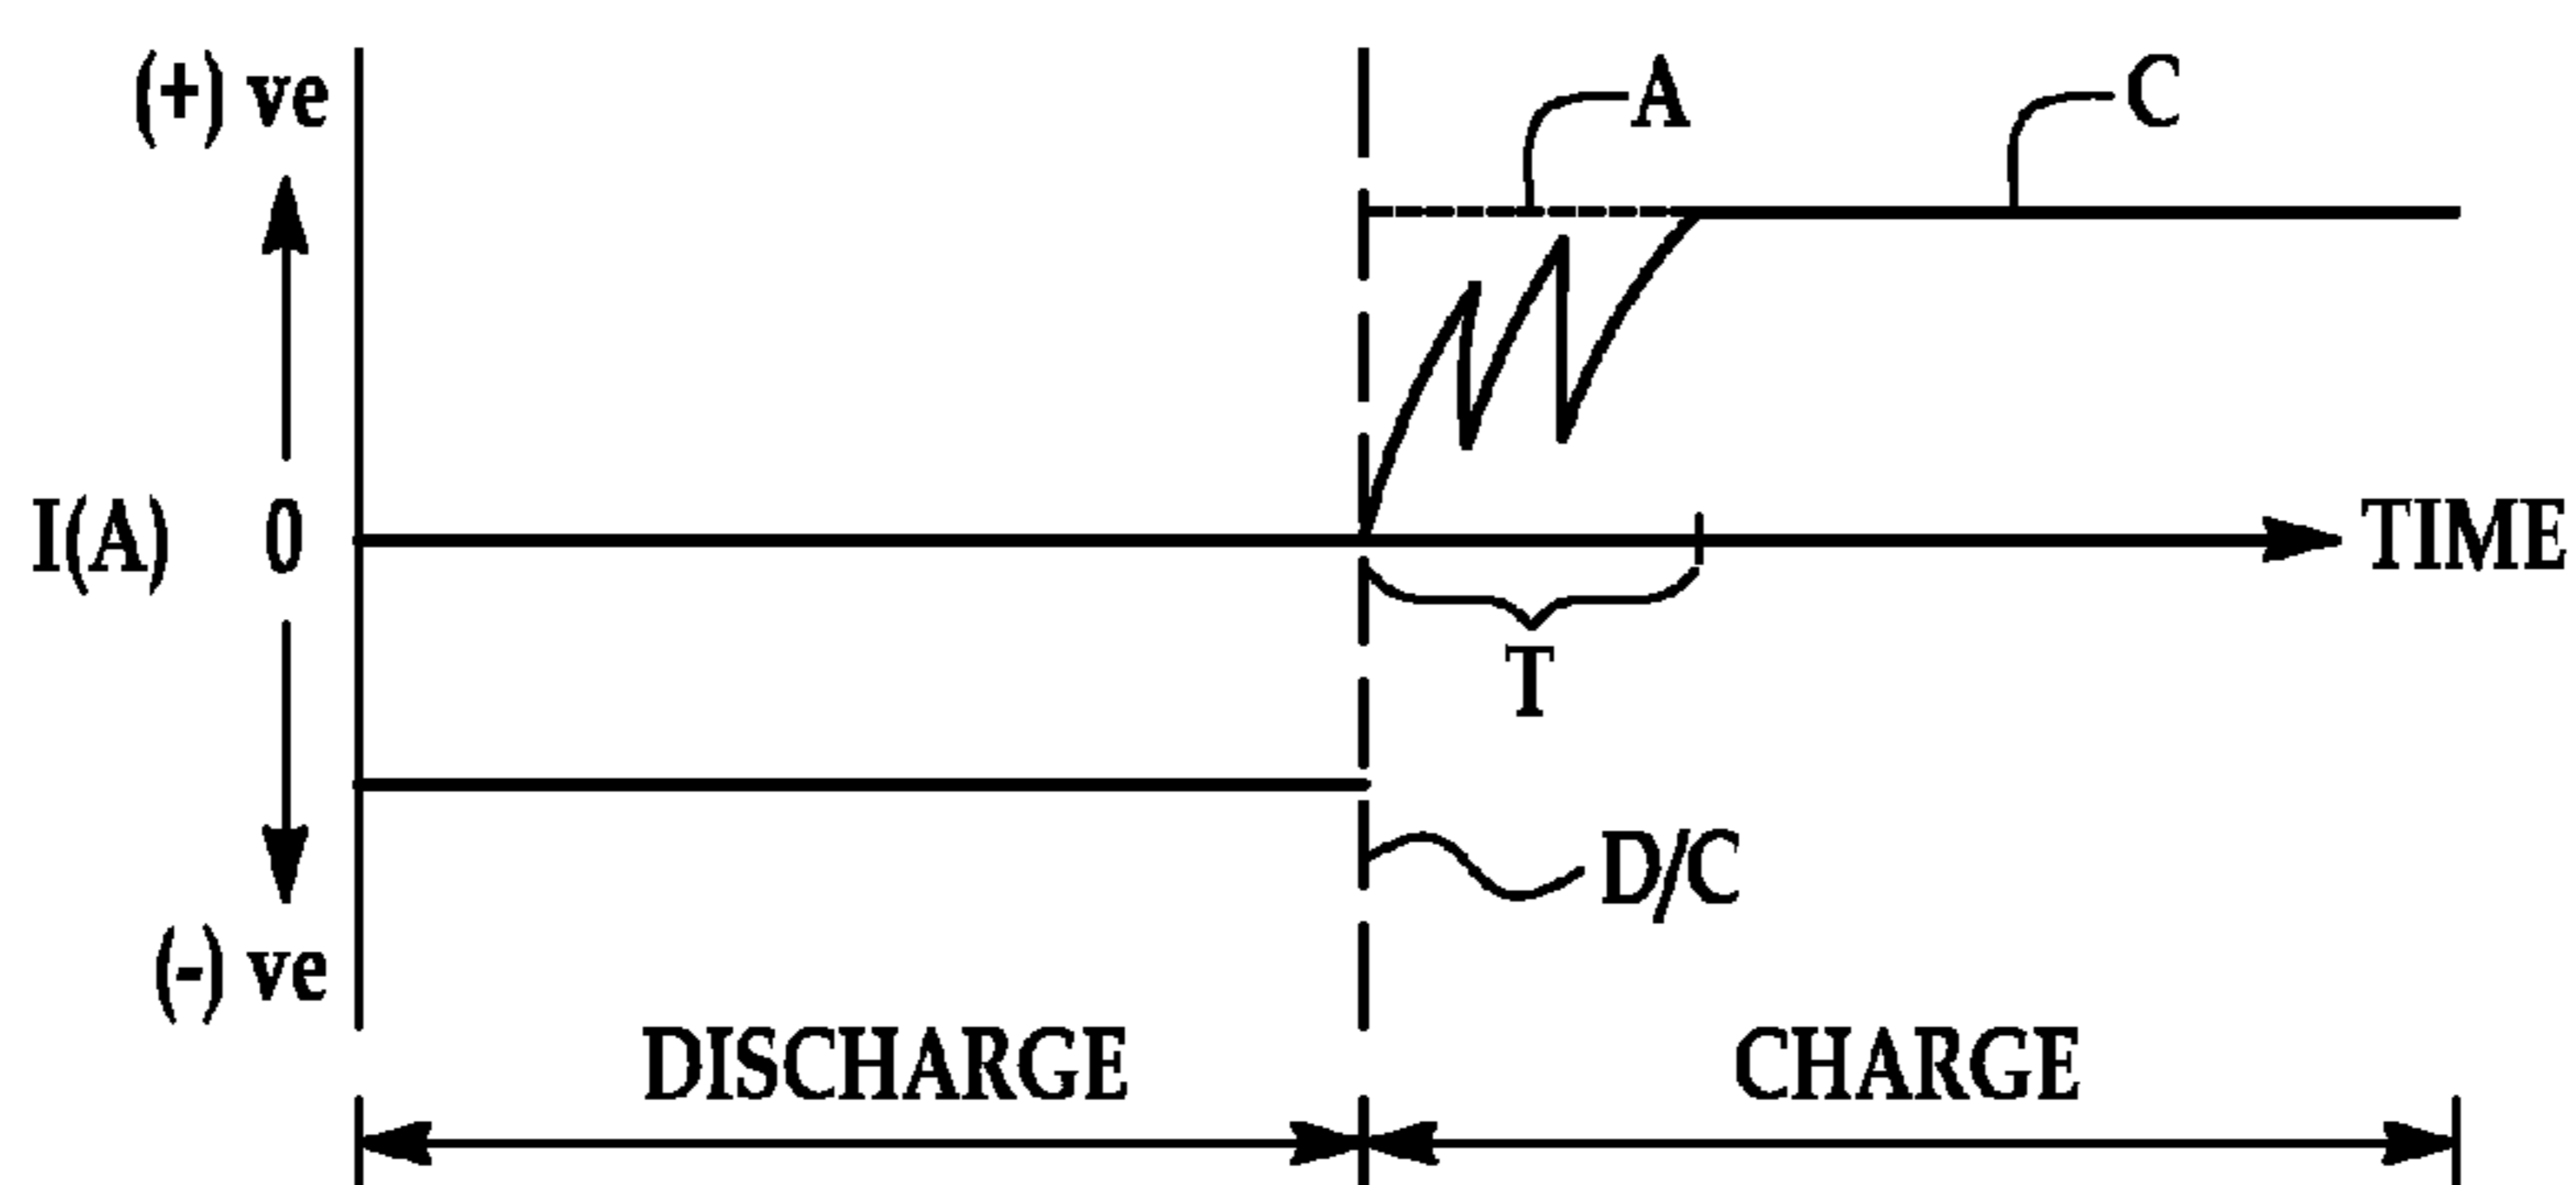 (+) ve
A
C
I(A) 0
TIME
T
D/C
(-) ve
DISCHARGE
CHARGE